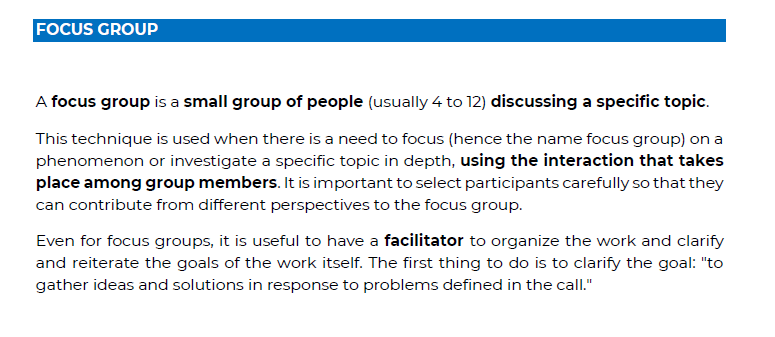 FOCUS GROUP
A focus group is a small group of people (usually 4 to 12) discussing a specific topic.
This technique is used when there is a need to focus (hence the name focus group) on a
phenomenon or investigate a specific topic in depth, using the interaction that takes
place among group members. It is important to select participants carefully so that they
can contribute from different perspectives to the focus group.
Even for focus groups, it is useful to have a facilitator to organize the work and clarify
and reiterate the goals of the work itself. The first thing to do is to clarify the goal: "to
gather ideas and solutions in response to problems defined in the call."